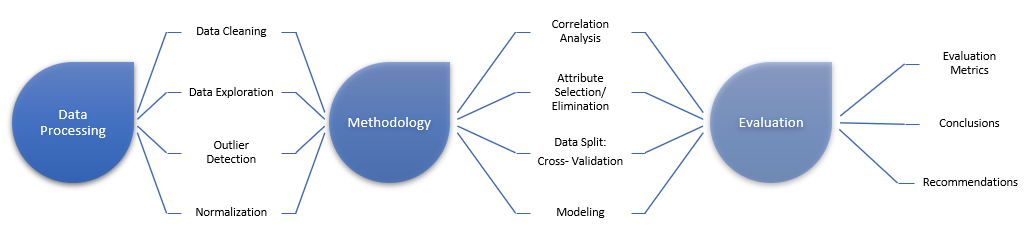 Data
Processing
Data Cleaning
Data Exploration
Outlier
Detection
Normalization
Methodology
Correlation
Analysis
Attribute
Selection/
Elimination
Data Split:
Cross- Validation
Modeling
Evaluation
Evaluation
Metrics
Conclusions
Recommendations